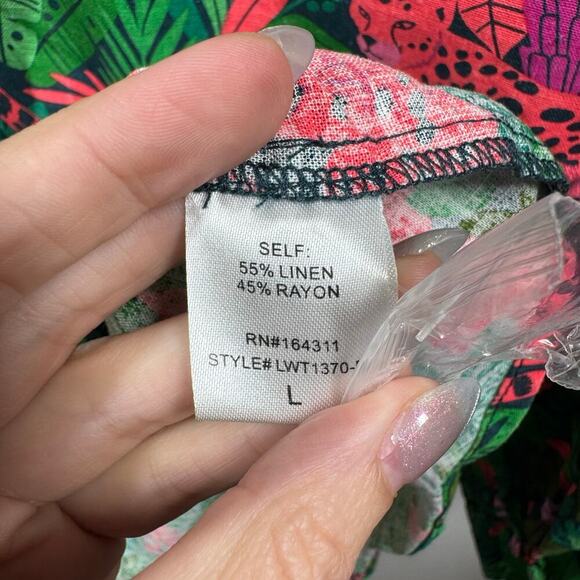 SELF:
55% LINEN
45% RAYON
RN#164311
STYLE# LWT1370-
L